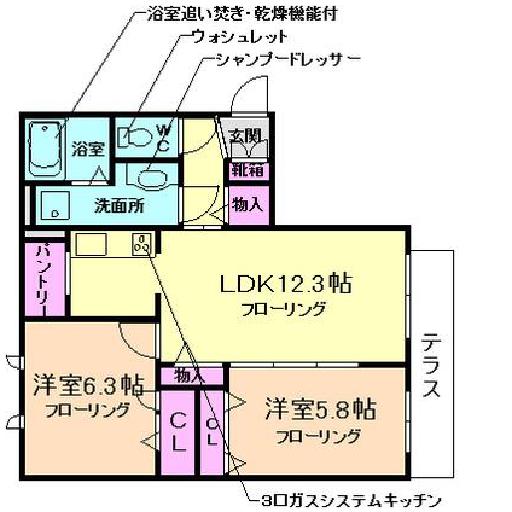 浴室追い焚き・乾燥機能付
ウォシュレット
シャンプードレッサー
浴室
WC
玄関
靴箱
洗面所
物入
パントリー
LDK12.3帖
フローリング
テラス
洋室6.3帖
フローリング
物入
CL
CL
洋室5.8帖
フローリング
3口ガスシステムキッチン